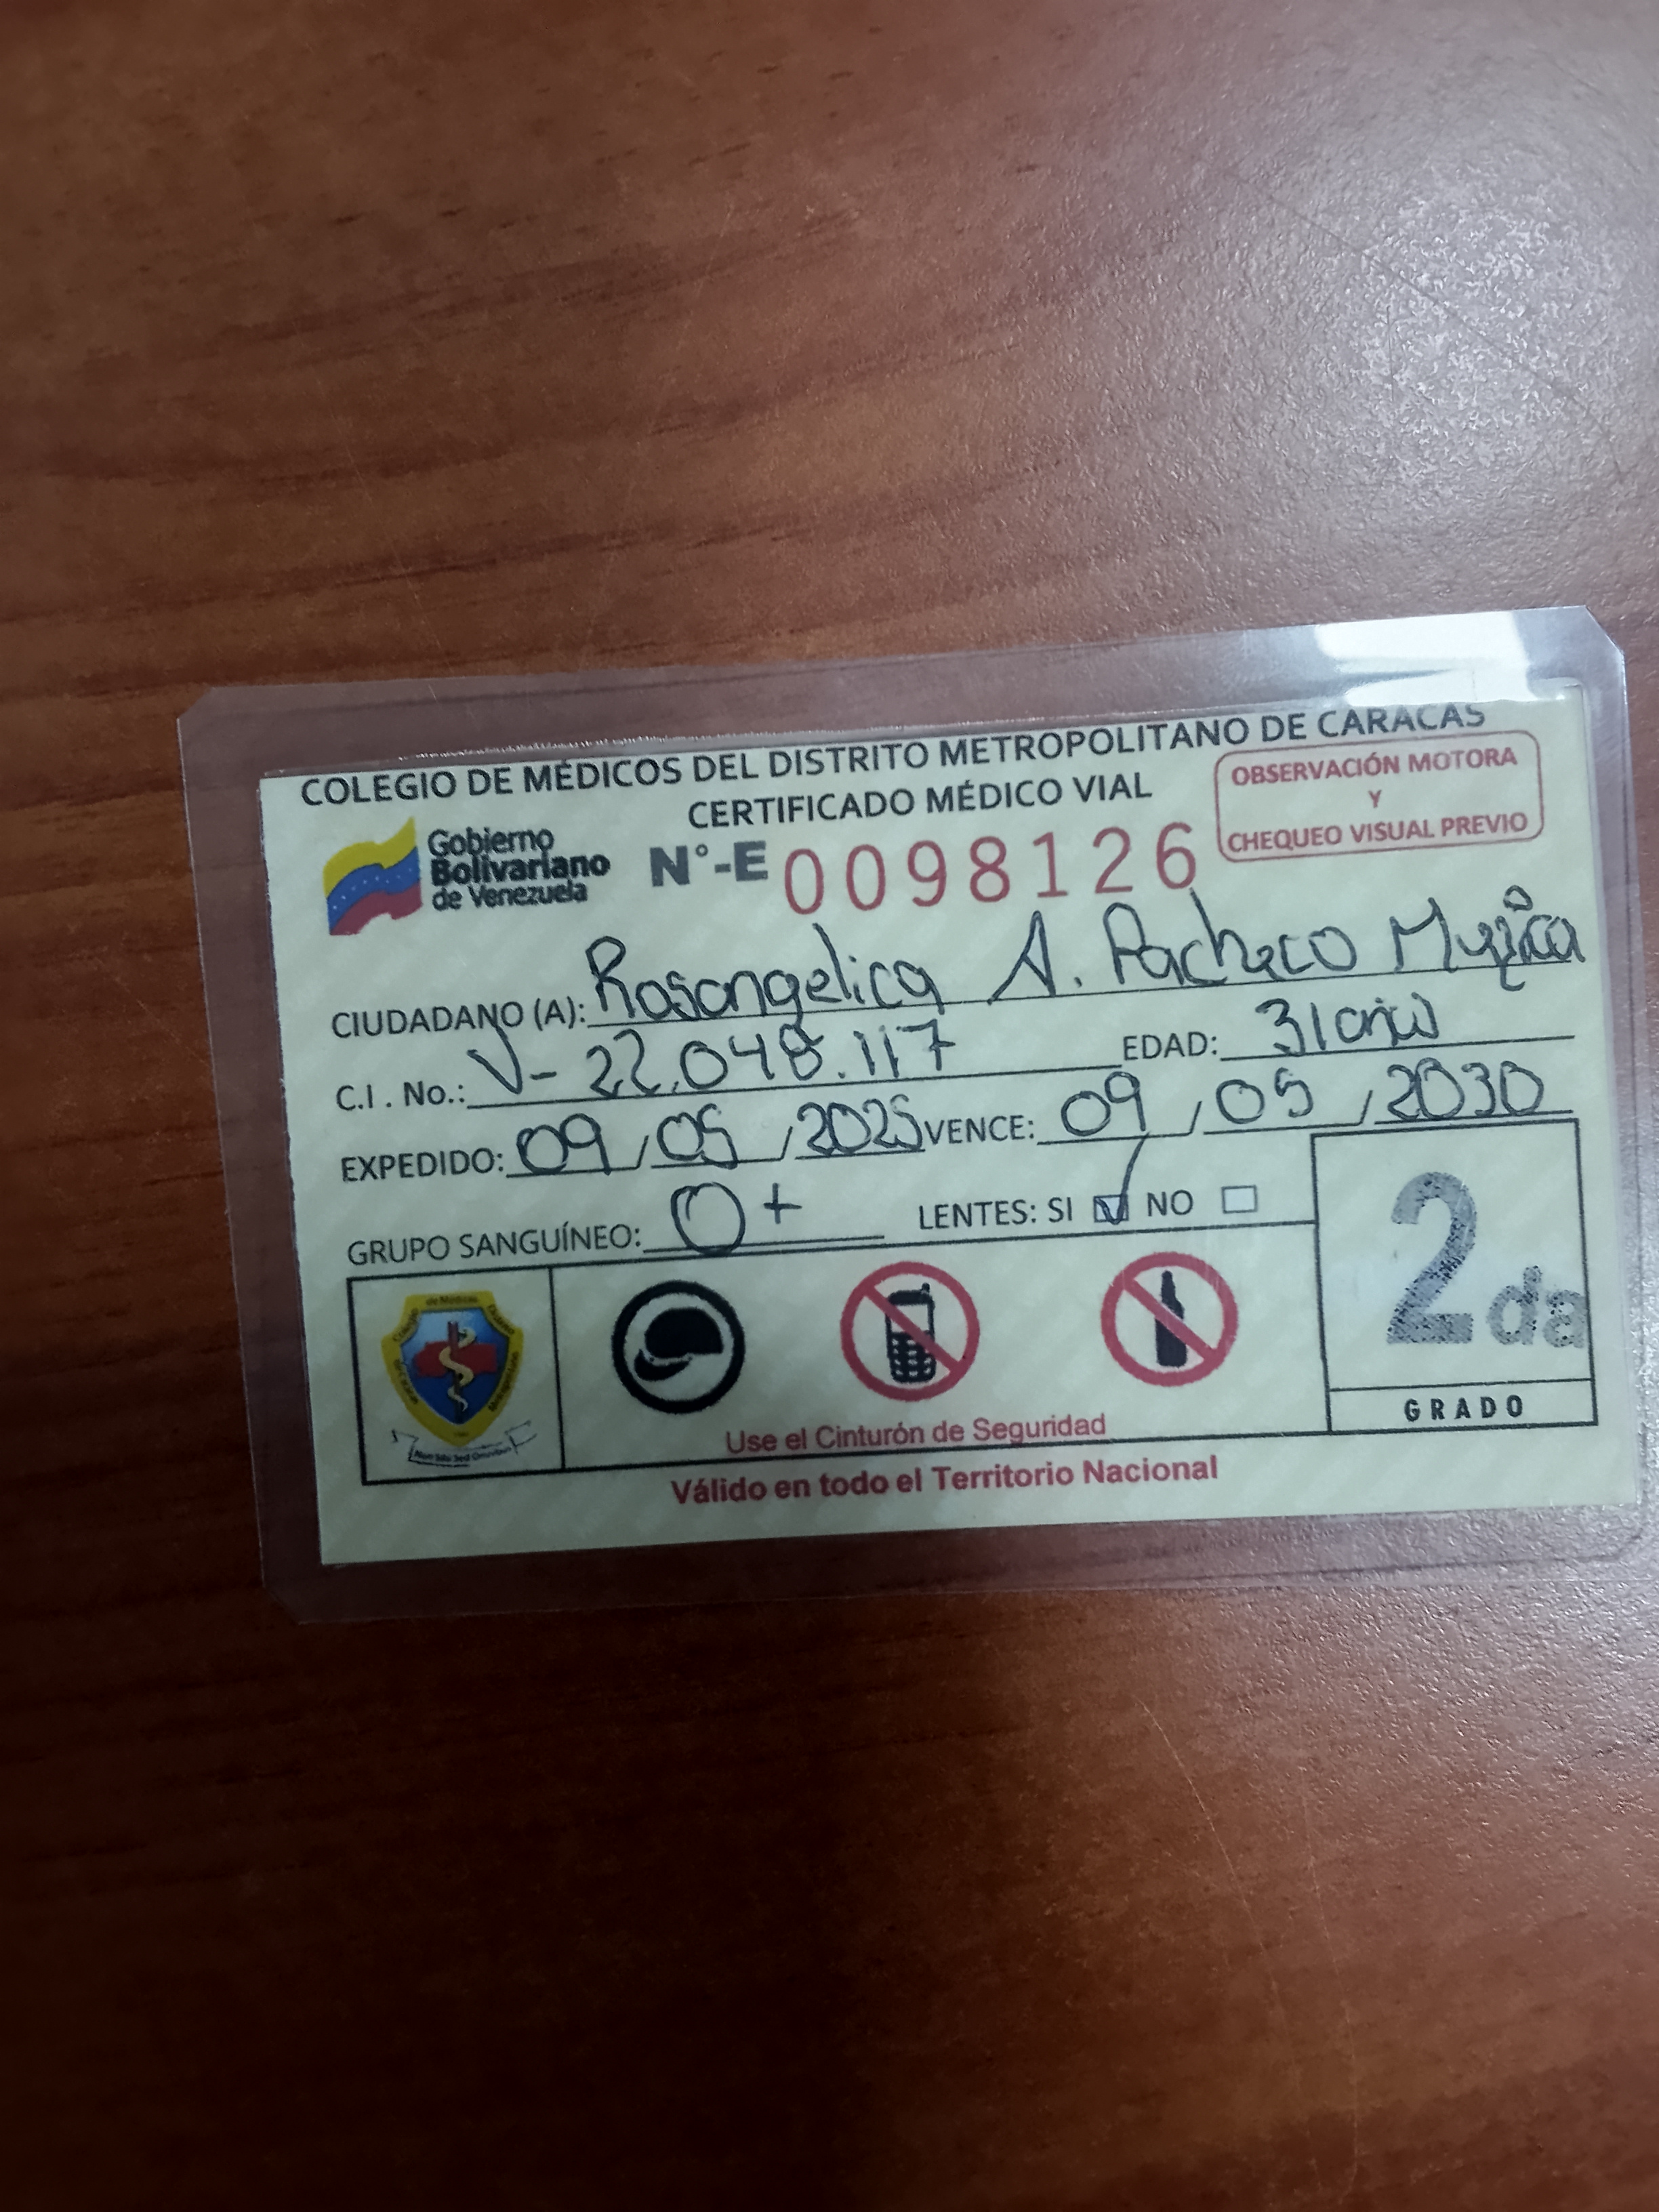 COLEGIO DE MÉDICOS DEL DISTRITO METROPOLITANO DE CARACAS
CERTIFICADO MÉDICO VIAL
OBSERVACIÓN MOTORA
Y
CHEQUEO VISUAL PREVIO
Gobierno
Bolivariano
de Venezuela
N°-E 0098126
CIUDADANO (A): Rosangelica A. Pacheco Mujica
C.I. No.: V- 22.048.117 EDAD: 31 años
EXPEDIDO: 09/05/2025 VENCE: 09/05/2030
GRUPO SANGUÍNEO: O+ LENTES: SI NO
2da
GRADO
Use el Cinturón de Seguridad
Válido en todo el Territorio Nacional